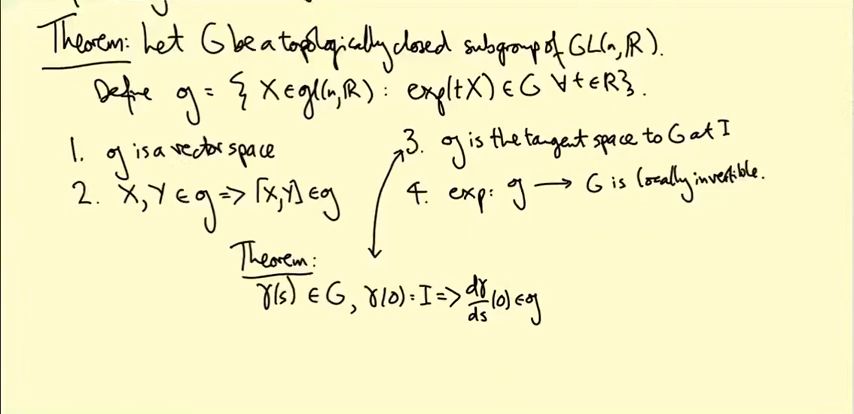 Theorem: Let G be a topologically closed subgroup of GL(n,ℝ).
Define g = { X ∈ gl(n,ℝ) : exp(tX) ∈ G ∀ t ∈ R }.
1. g is a vector space
2. X, Y ∈ g => [X,Y] ∈ g
3. g is the tangent space to G at I
4. exp: g → G is locally invertible.
Theorem:
γ(s) ∈ G, γ(0) = I => dγ/ds (0) ∈ g